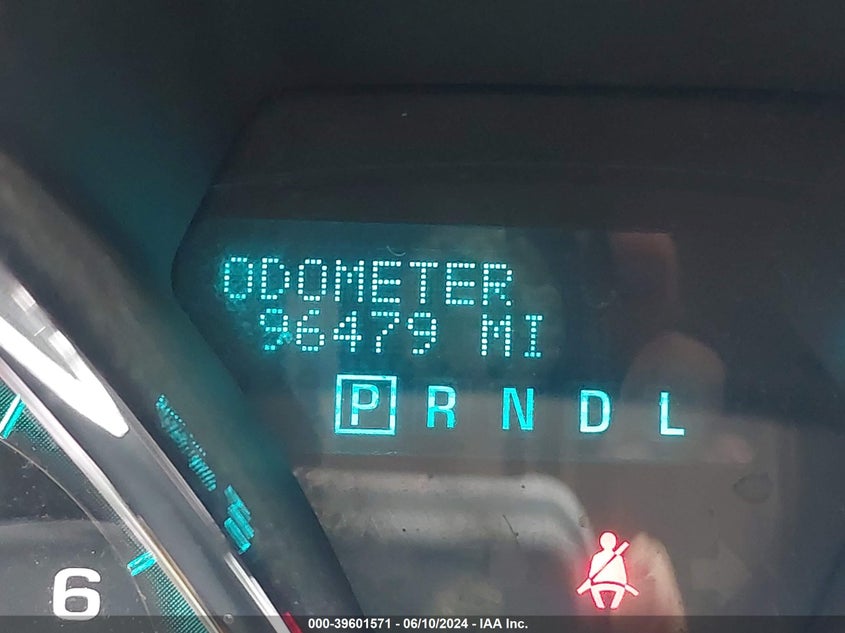 ODOMETER
96479 MI
P R N D L
6
000-39601571 - 06/10/2024 - IAA Inc.